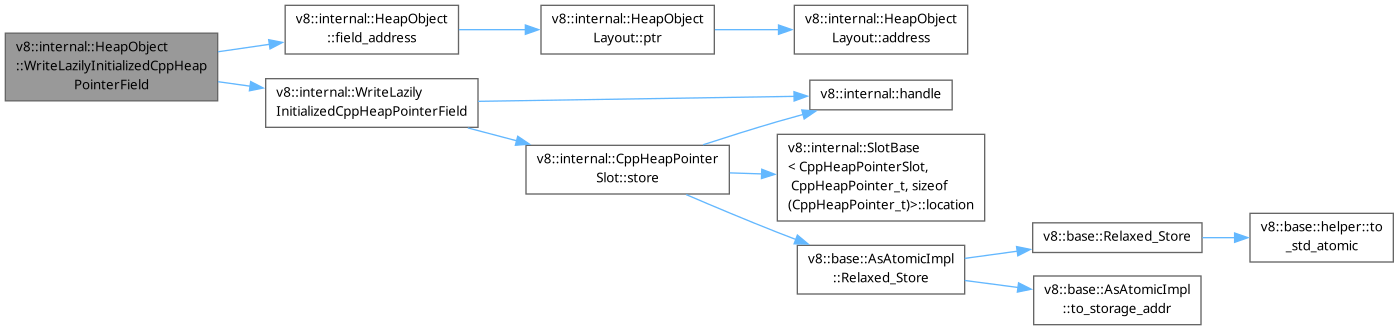 v8::internal::HeapObject
::WriteLazilyInitializedCppHeap
PointerField
v8::internal::HeapObject
::field_address
v8::internal::HeapObject
Layout::ptr
v8::internal::HeapObject
Layout::address
v8::internal::WriteLazily
InitializedCppHeapPointerField
v8::internal::handle
v8::internal::CppHeapPointer
Slot::store
v8::internal::SlotBase
< CppHeapPointerSlot,
CppHeapPointer_t, sizeof
(CppHeapPointer_t)>::location
v8::base::AsAtomicImpl
::Relaxed_Store
v8::base::Relaxed_Store
v8::base::helper::to
_std_atomic
v8::base::AsAtomicImpl
::to_storage_addr